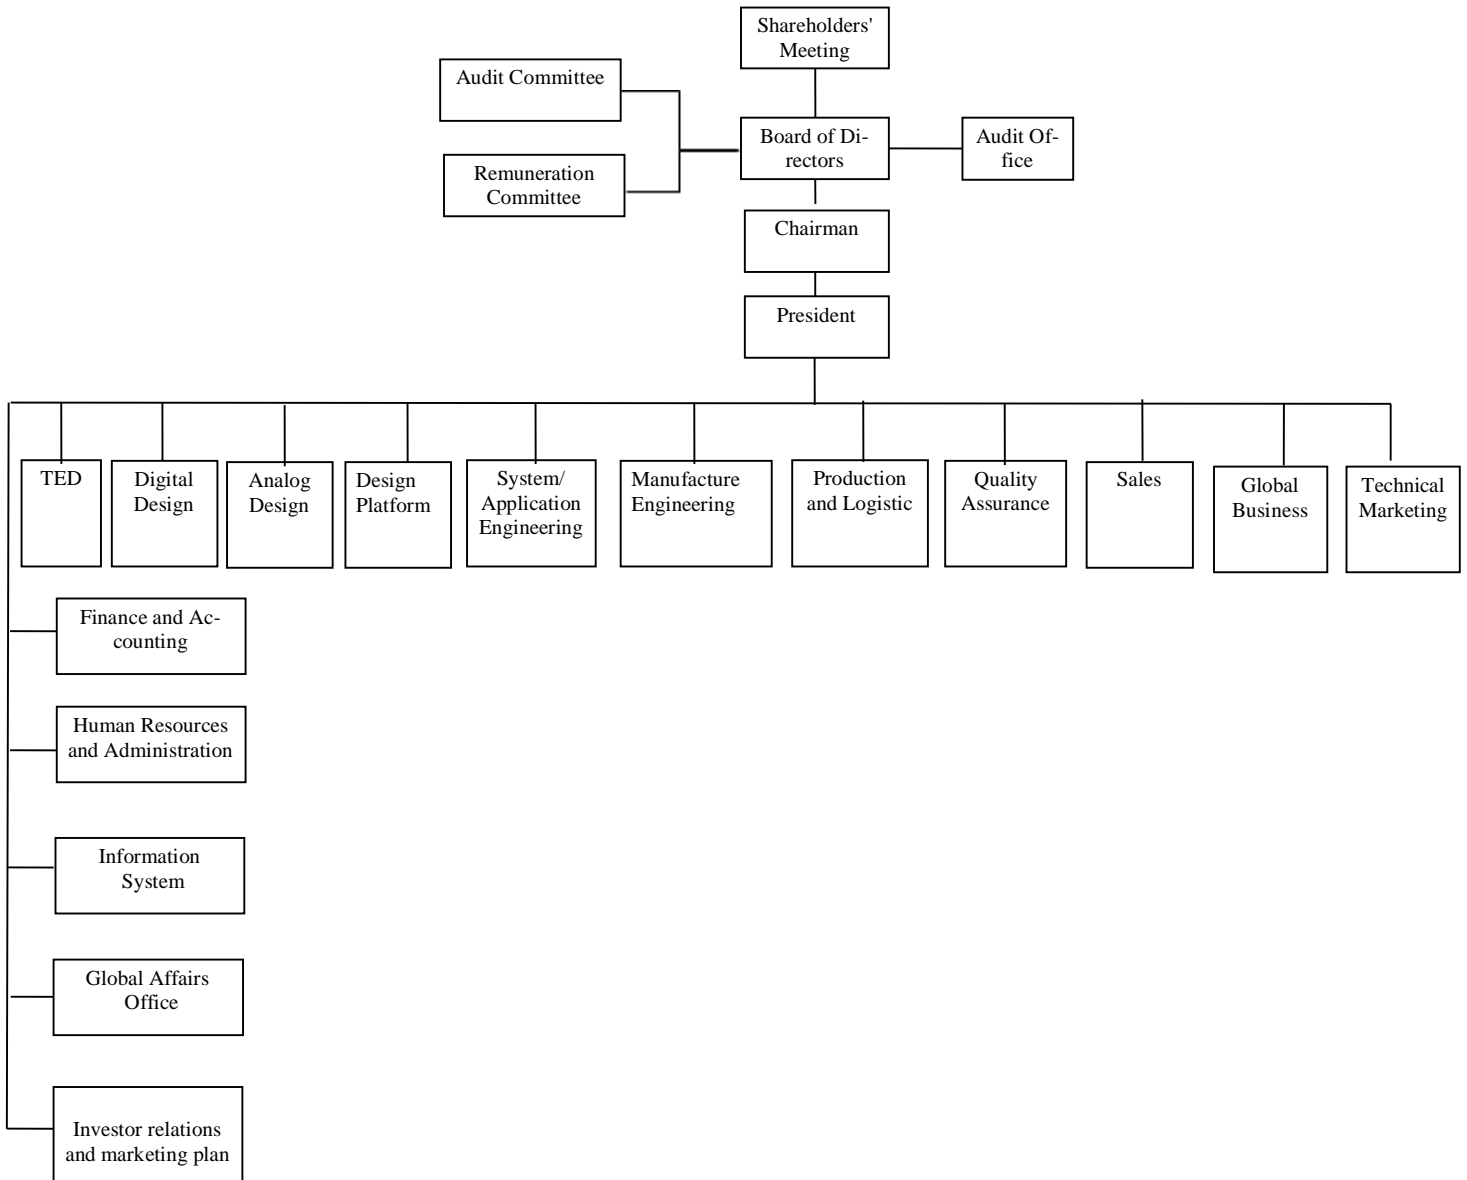 Shareholders'
Meeting
Audit Committee
Board of Di-
rectors
Audit Of-
fice
Remuneration
Committee
Chairman
President
TED
Digital
Design
Analog
Design
Design
Platform
System/
Application
Engineering
Manufacture
Engineering
Production
and Logistic
Quality
Assurance
Sales
Global
Business
Technical
Marketing
Finance and Ac-
counting
Human Resources
and Administration
Information
System
Global Affairs
Office
Investor relations
and marketing plan